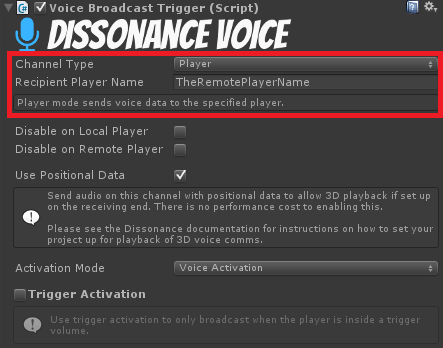 Voice Broadcast Trigger (Script)
DISSONANCE VOICE
Channel Type Player
Recipient Player Name TheRemotePlayerName
Player mode sends voice data to the specified player.
Disable on Local Player
Disable on Remote Player
Use Positional Data
Send audio on this channel with positional data to allow 3D playback if set up
on the receiving end. There is no performance cost to enabling this.
Please see the Dissonance documentation for instructions on how to set your
project up for playback of 3D voice comms.
Activation Mode Voice Activation
Trigger Activation
Use trigger activation to only broadcast when the player is inside a trigger
volume.